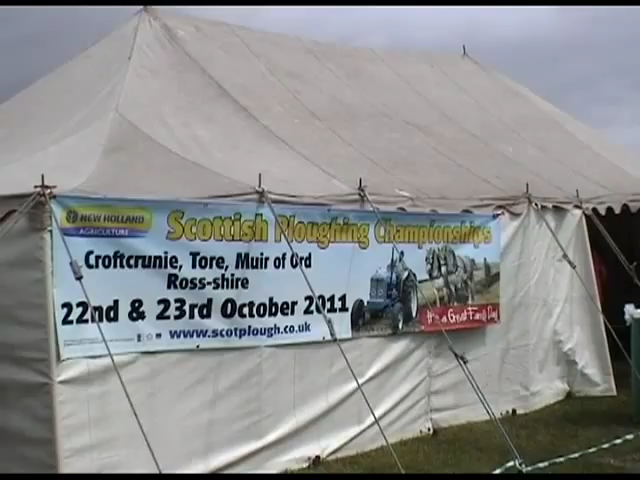 NEW HOLLAND
AGRICULTURE
Scottish Ploughing Championships
Croftcrunie, Tore, Muir of Ord
Ross-shire
22nd & 23rd October 2011
www.scotplough.co.uk
It's a Great Family Day